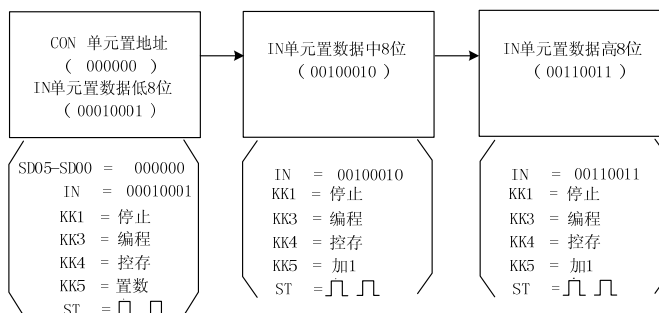 CON 单元置地址
( 000000 )
IN单元置数据低8位
( 00010001 )
IN单元置数据中8位
( 00100010 )
IN单元置数据高8位
( 00110011 )
SD05-SD00 = 000000
IN = 00010001
KK1 = 停止
KK3 = 编程
KK4 = 控存
KK5 = 置数
ST =
IN = 00100010
KK1 = 停止
KK3 = 编程
KK4 = 控存
KK5 = 加1
ST =
IN = 00110011
KK1 = 停止
KK3 = 编程
KK4 = 控存
KK5 = 加1
ST =